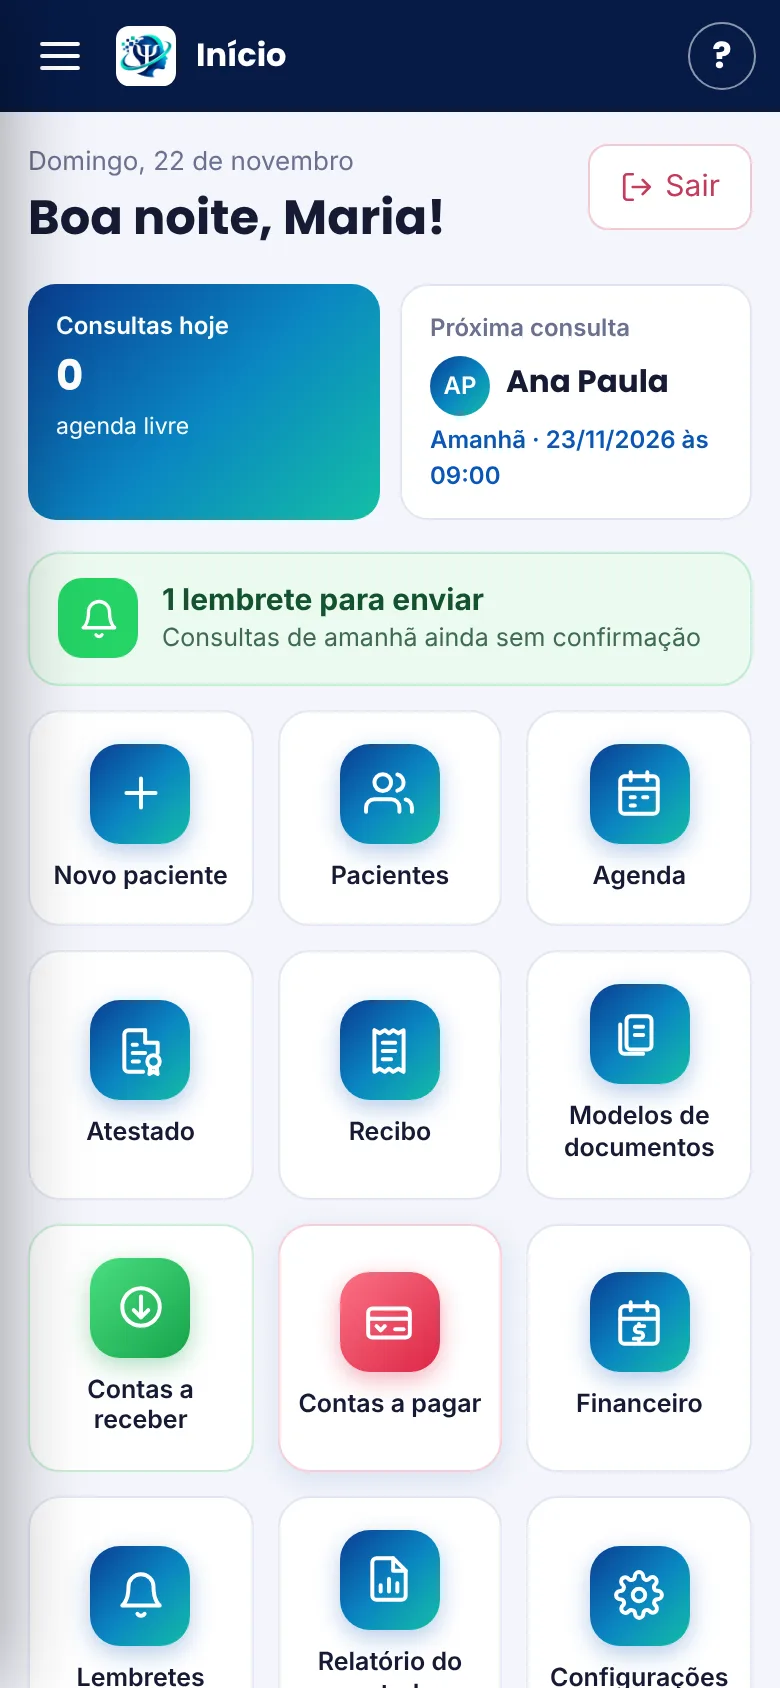 Início
?
Domingo, 22 de novembro
Boa noite, Maria!
Sair
Consultas hoje
0
agenda livre
Próxima consulta
AP
Ana Paula
Amanhã · 23/11/2026 às
09:00
1 lembrete para enviar
Consultas de amanhã ainda sem confirmação
Novo paciente
Pacientes
Agenda
Atestado
Recibo
Modelos de
documentos
Contas a
receber
Contas a pagar
Financeiro
Lembretes
Relatório do
Configurações